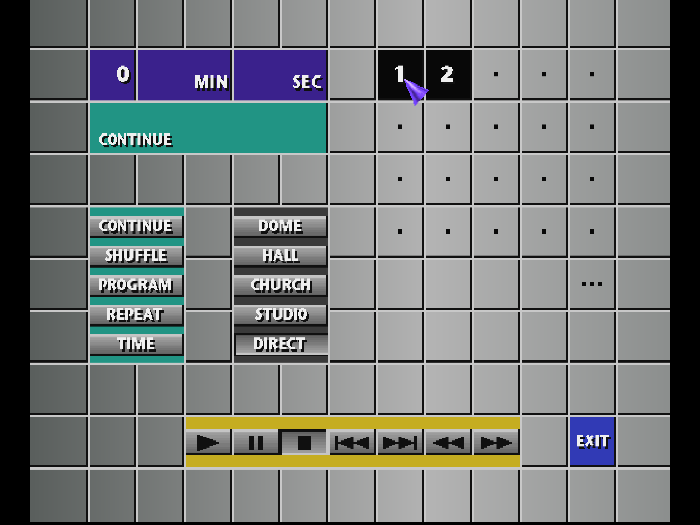 0 MIN SEC 1 2
CONTINUE
CONTINUE DOME
SHUFFLE HALL
PROGRAM CHURCH
REPEAT STUDIO
TIME DIRECT
EXIT